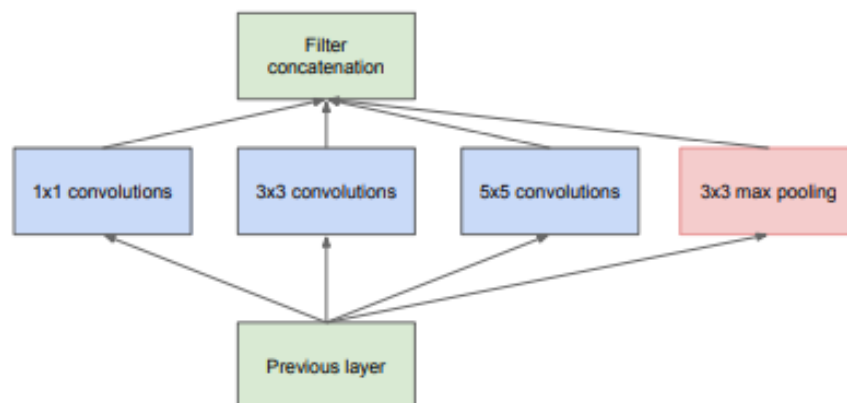 Filter
concatenation
1x1 convolutions
3x3 convolutions
5x5 convolutions
3x3 max pooling
Previous layer